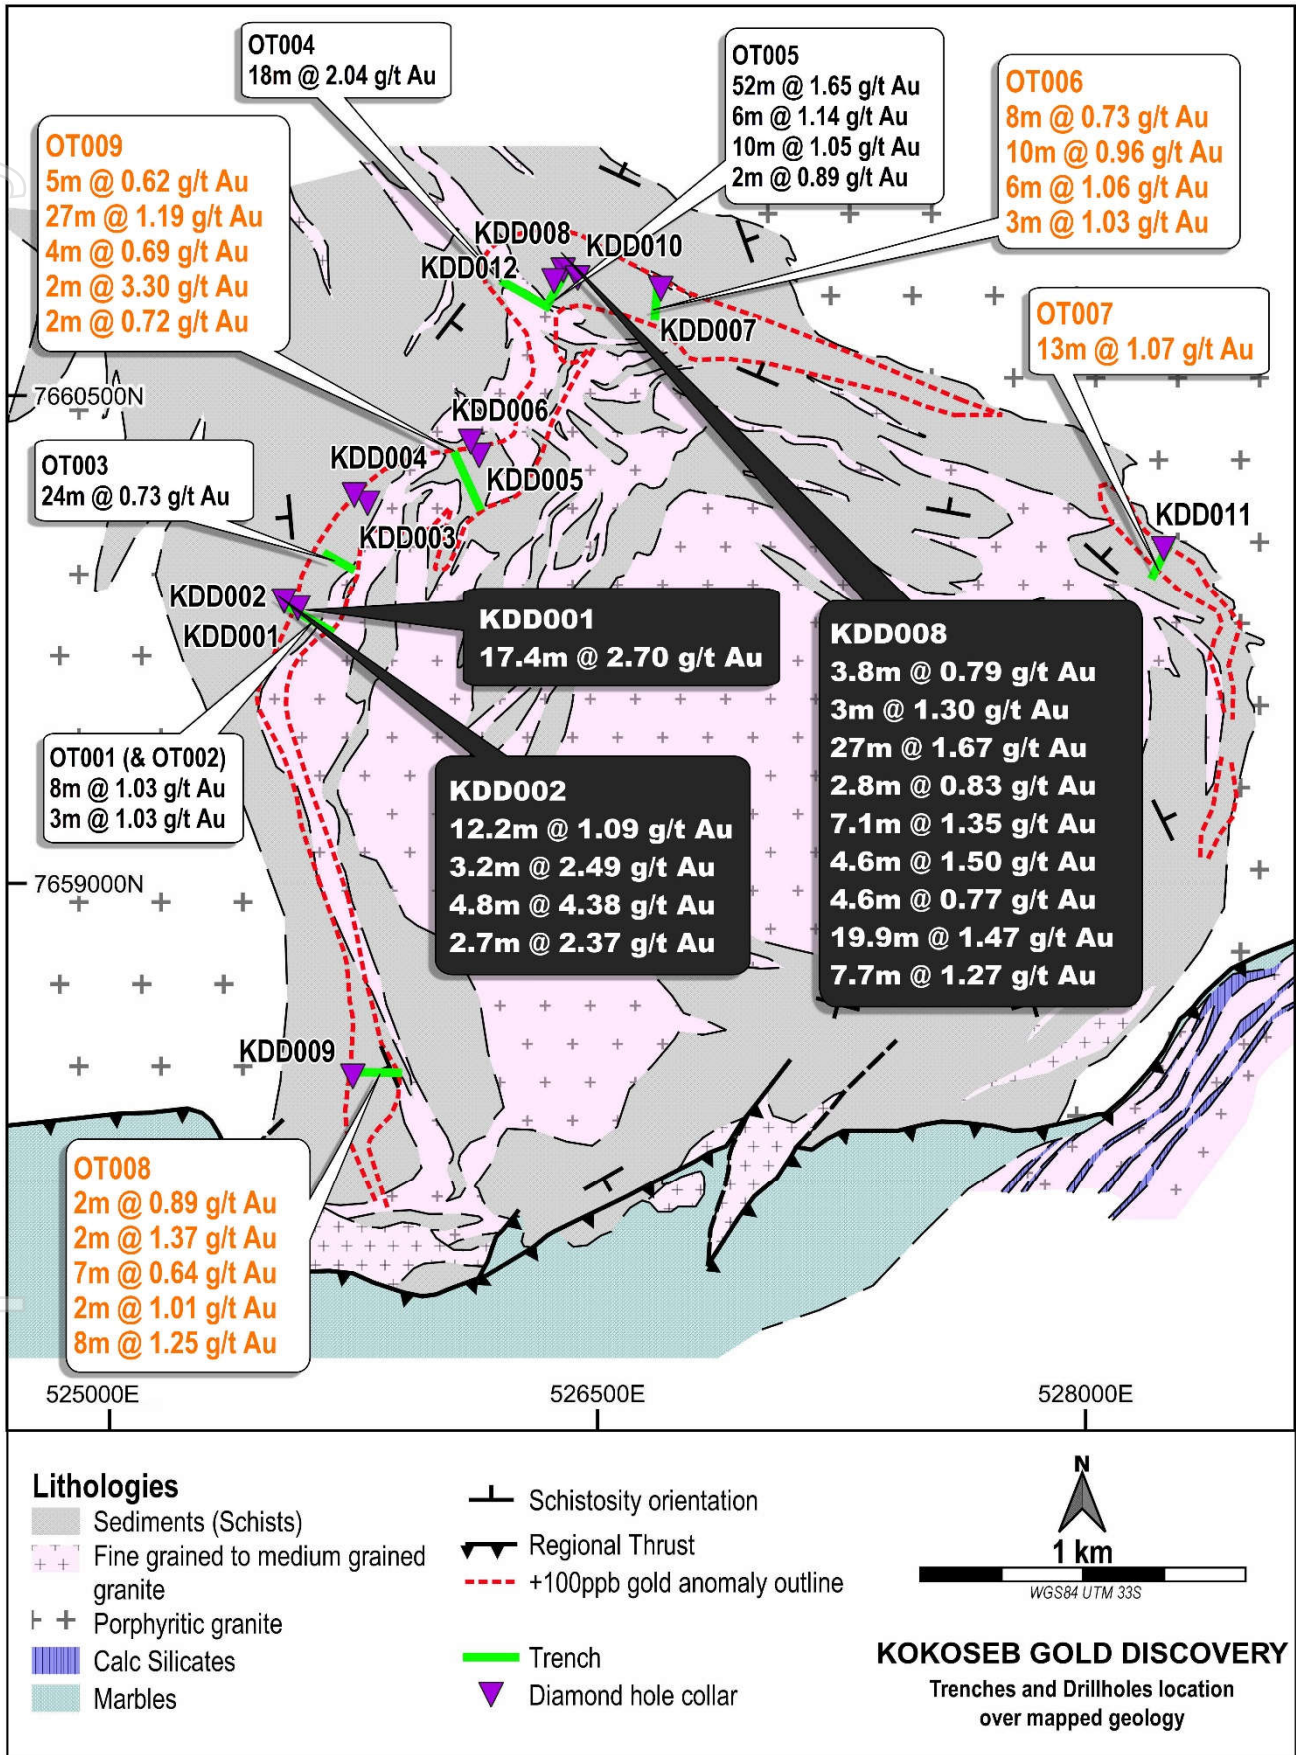 OT004
18m @ 2.04 g/t Au
OT005
52m @ 1.65 g/t Au
6m @ 1.14 g/t Au
10m @ 1.05 g/t Au
2m @ 0.89 g/t Au
OT006
8m @ 0.73 g/t Au
10m @ 0.96 g/t Au
6m @ 1.06 g/t Au
3m @ 1.03 g/t Au
OT009
5m @ 0.62 g/t Au
27m @ 1.19 g/t Au
4m @ 0.69 g/t Au
2m @ 3.30 g/t Au
2m @ 0.72 g/t Au
KDD008
KDD010
KDD012
KDD007
OT007
13m @ 1.07 g/t Au
7660500N
KDD006
KDD004
KDD005
OT003
24m @ 0.73 g/t Au
KDD003
KDD011
KDD002
KDD001
KDD001
17.4m @ 2.70 g/t Au
KDD008
3.8m @ 0.79 g/t Au
3m @ 1.30 g/t Au
27m @ 1.67 g/t Au
2.8m @ 0.83 g/t Au
7.1m @ 1.35 g/t Au
4.6m @ 1.50 g/t Au
4.6m @ 0.77 g/t Au
19.9m @ 1.47 g/t Au
7.7m @ 1.27 g/t Au
OT001 (& OT002)
8m @ 1.03 g/t Au
3m @ 1.03 g/t Au
KDD002
12.2m @ 1.09 g/t Au
3.2m @ 2.49 g/t Au
4.8m @ 4.38 g/t Au
2.7m @ 2.37 g/t Au
7659000N
KDD009
OT008
2m @ 0.89 g/t Au
2m @ 1.37 g/t Au
7m @ 0.64 g/t Au
2m @ 1.01 g/t Au
8m @ 1.25 g/t Au
525000E
526500E
528000E
Lithologies
Sediments (Schists)
Fine grained to medium grained
granite
Porphyritic granite
Calc Silicates
Marbles
Schistosity orientation
Regional Thrust
+100ppb gold anomaly outline
Trench
Diamond hole collar
N
1 km
WGS84 UTM 33S
KOKOSEB GOLD DISCOVERY
Trenches and Drillholes location
over mapped geology